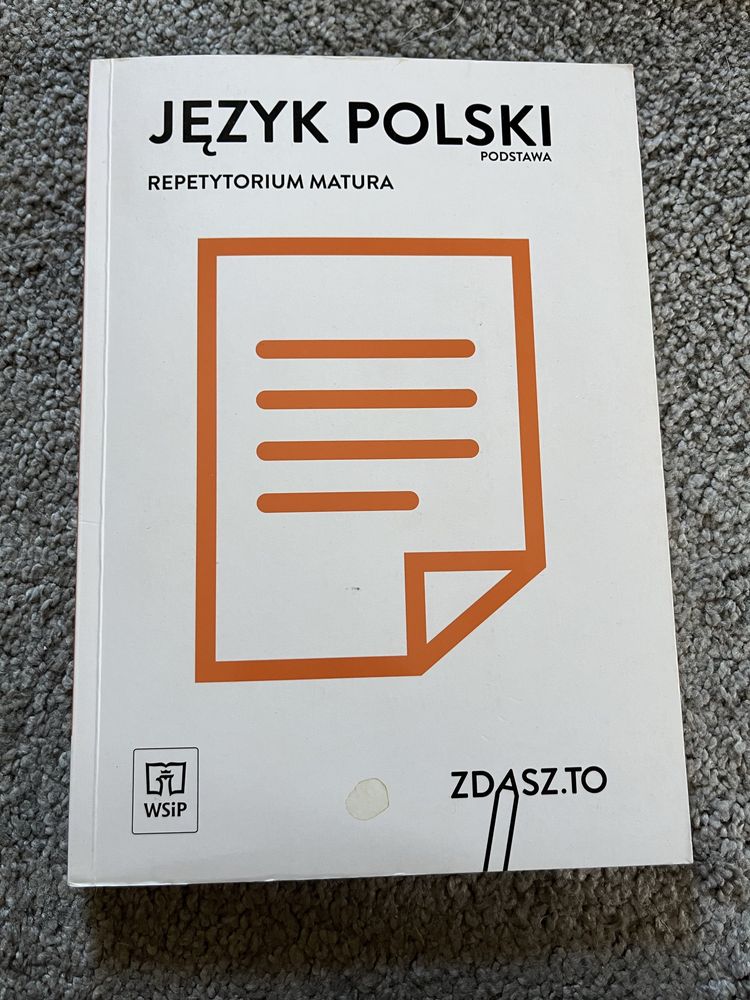 JĘZYK POLSKI
PODSTAWA
REPETYTORIUM MATURA
WSiP
ZDASZ.TO